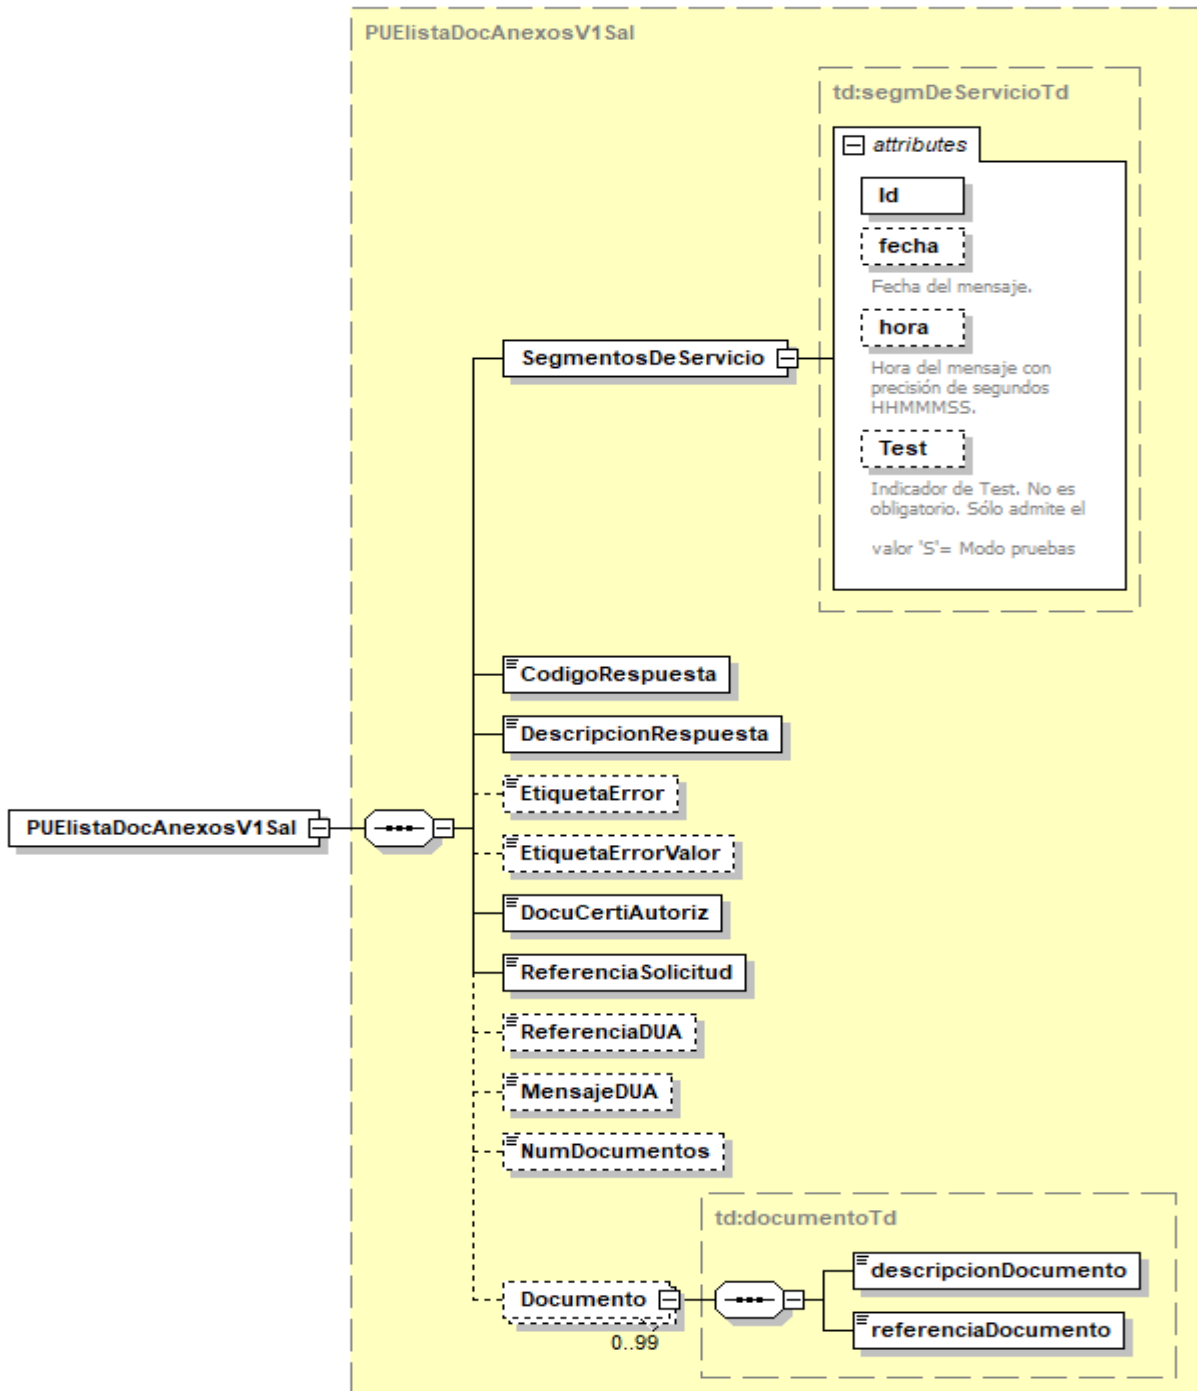 PUElistaDocAnexosV1Sal
td:segmDeServicioTd
attributes
Id
fecha
Fecha del mensaje.
hora
Hora del mensaje con
precisión de segundos
HHMMMSS.
Test
Indicador de Test. No es
obligatorio. Sólo admite el
valor 'S'= Modo pruebas
SegmentosDeServicio
CodigoRespuesta
DescripcionRespuesta
EtiquetaError
PUElistaDocAnexosV1Sal
EtiquetaErrorValor
DocuCertiAutoriz
ReferenciaSolicitud
ReferenciaDUA
MensajeDUA
NumDocumentos
td:documentoTd
Documento
0..99
descripcionDocumento
referenciaDocumento